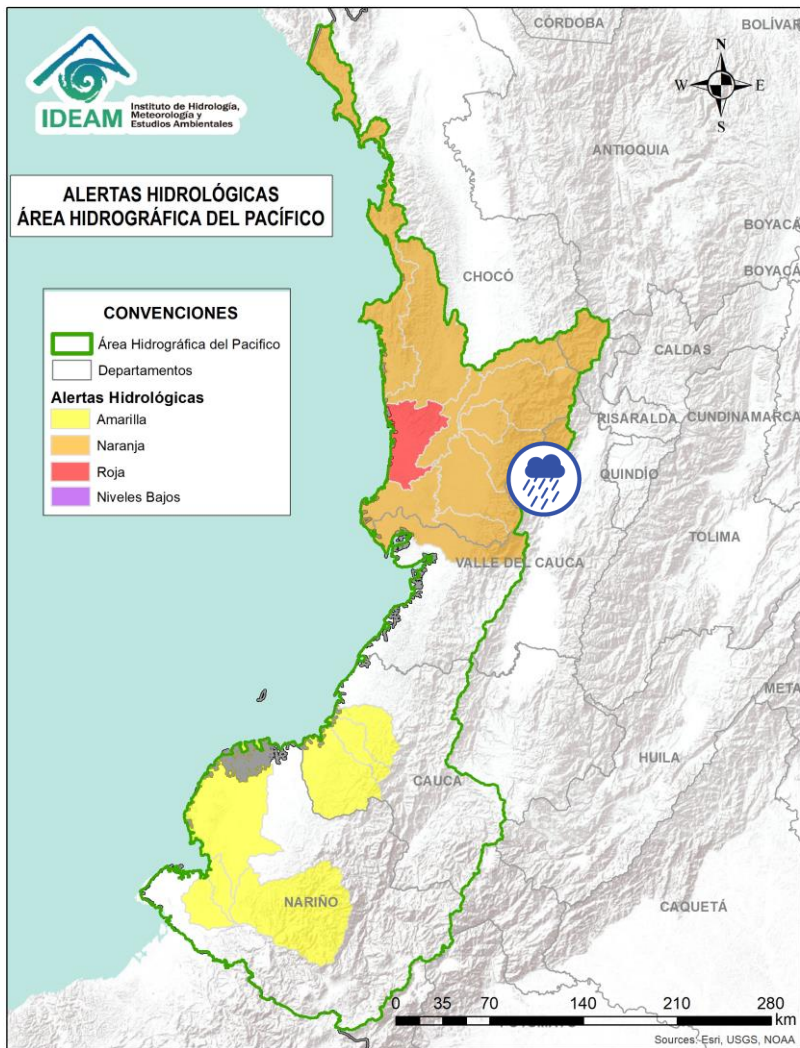 CÓRDOBA
BOLÍVAR
N
W
E
S
IDEAM
Instituto de Hidrología,
Meteorología y
Estudios Ambientales
ANTIOQUIA
ALERTAS HIDROLÓGICAS
ÁREA HIDROGRÁFICA DEL PACÍFICO
BOYACÁ
CHOCÓ
BOYACÁ
CONVENCIONES
Área Hidrográfica del Pacifico
Departamentos
Alertas Hidrológicas
Amarilla
Naranja
Roja
Niveles Bajos
CALDAS
RISARALDA
CUNDINAMARCA
QUINDÍO
TOLIMA
VALLE DEL CAUCA
META
HUILA
CAUCA
NARIÑO
CAQUETÁ
0 35 70 140 210 280
km
Sources: Esri, USGS, NOAA